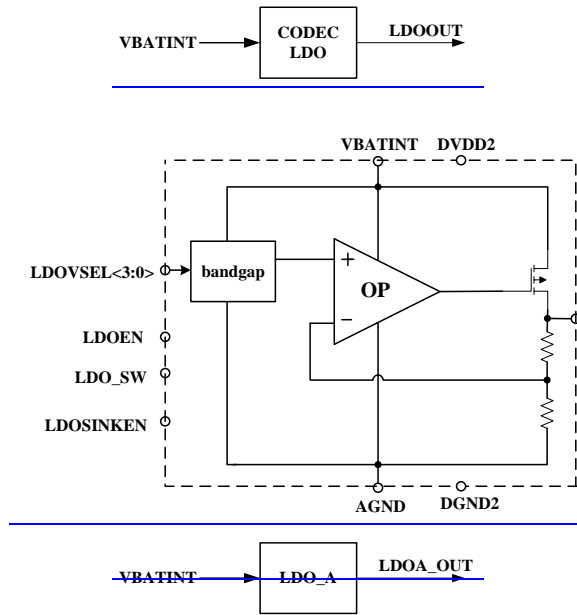 VBATINT
CODEC
LDO
LDOOUT
VBATINT
DVDD2
LDOVSEL<3:0>
bandgap
+
OP
−
LDOEN
LDO_SW
LDOSINKEN
AGND
DGND2
VBATINT
LDO_A
LDOA_OUT